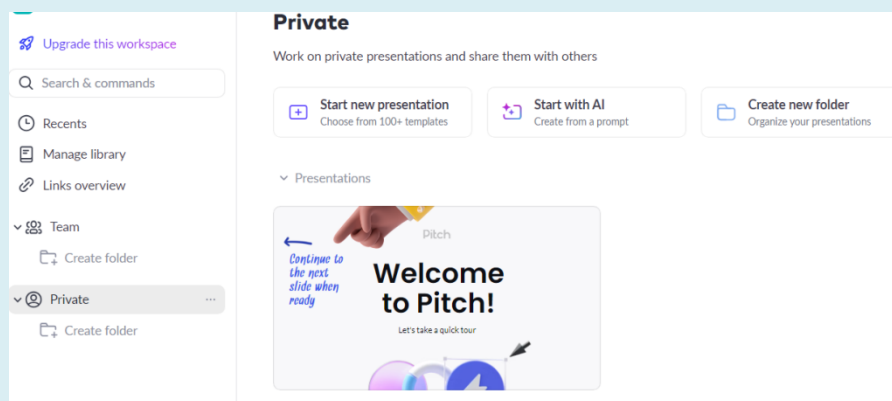 Upgrade this workspace
Search & commands
Recents
Manage library
Links overview
Team
Create folder
Private
Create folder
Private
Work on private presentations and share them with others
Start new presentation
Choose from 100+ templates
Start with AI
Create from a prompt
Create new folder
Organize your presentations
Presentations
Pitch
Continue to
the next
slide when
ready
Welcome
to Pitch!
Let's take a quick tour